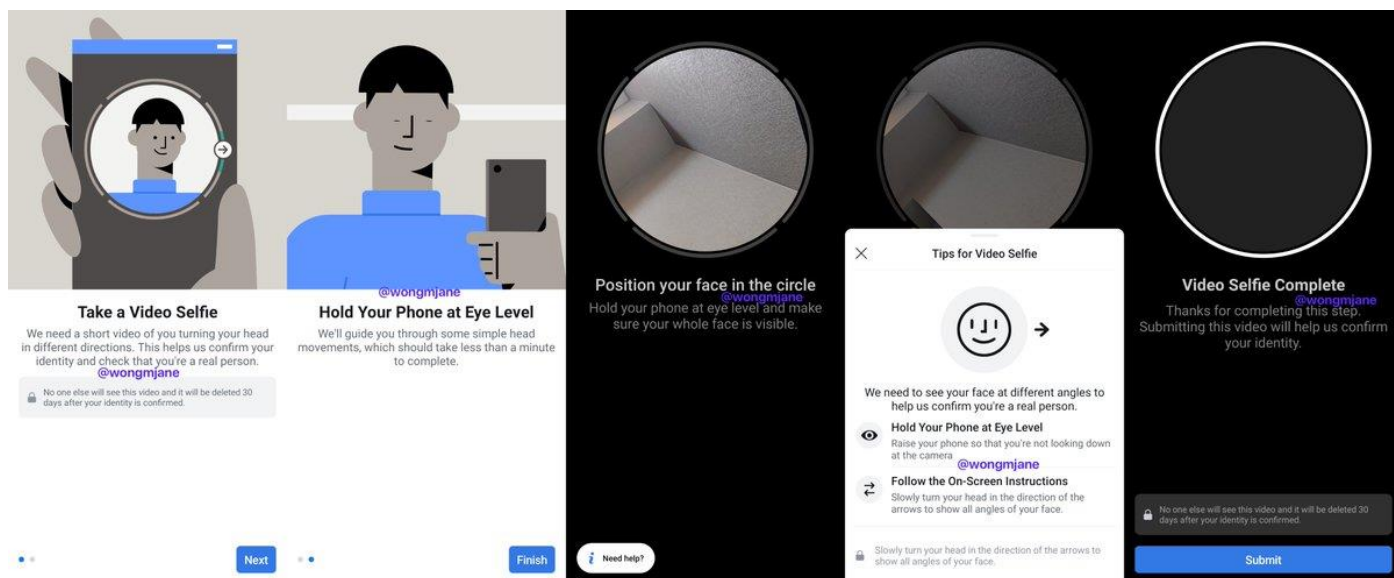 Take a Video Selfie
We need a short video of you turning your head
in different directions. This helps us confirm your
identity and check that you're a real person.
@wongmjane
No one else will see this video and it will be deleted 30
days after your identity is confirmed.
Next
@wongmjane
Hold Your Phone at Eye Level
We'll guide you through some simple head
movements, which should take less than a minute
to complete.
Finish
Position your face in the circle
@wongmjane
Hold your phone at eye level and make
sure your whole face is visible.
Need help?
Tips for Video Selfie
We need to see your face at different angles to
help us confirm you're a real person.
Hold Your Phone at Eye Level
Raise your phone so that you're not looking down
at the camera
@wongmjane
Follow the On-Screen Instructions
Slowly turn your head in the direction of the
arrows to show all angles of your face.
Slowly turn your head in the direction of the arrows to
show all angles of your face.
Video Selfie Complete
@wongmjane
Thanks for completing this step.
Submitting this video will help us confirm
your identity.
No one else will see this video and it will be deleted 30
days after your identity is confirmed.
Submit